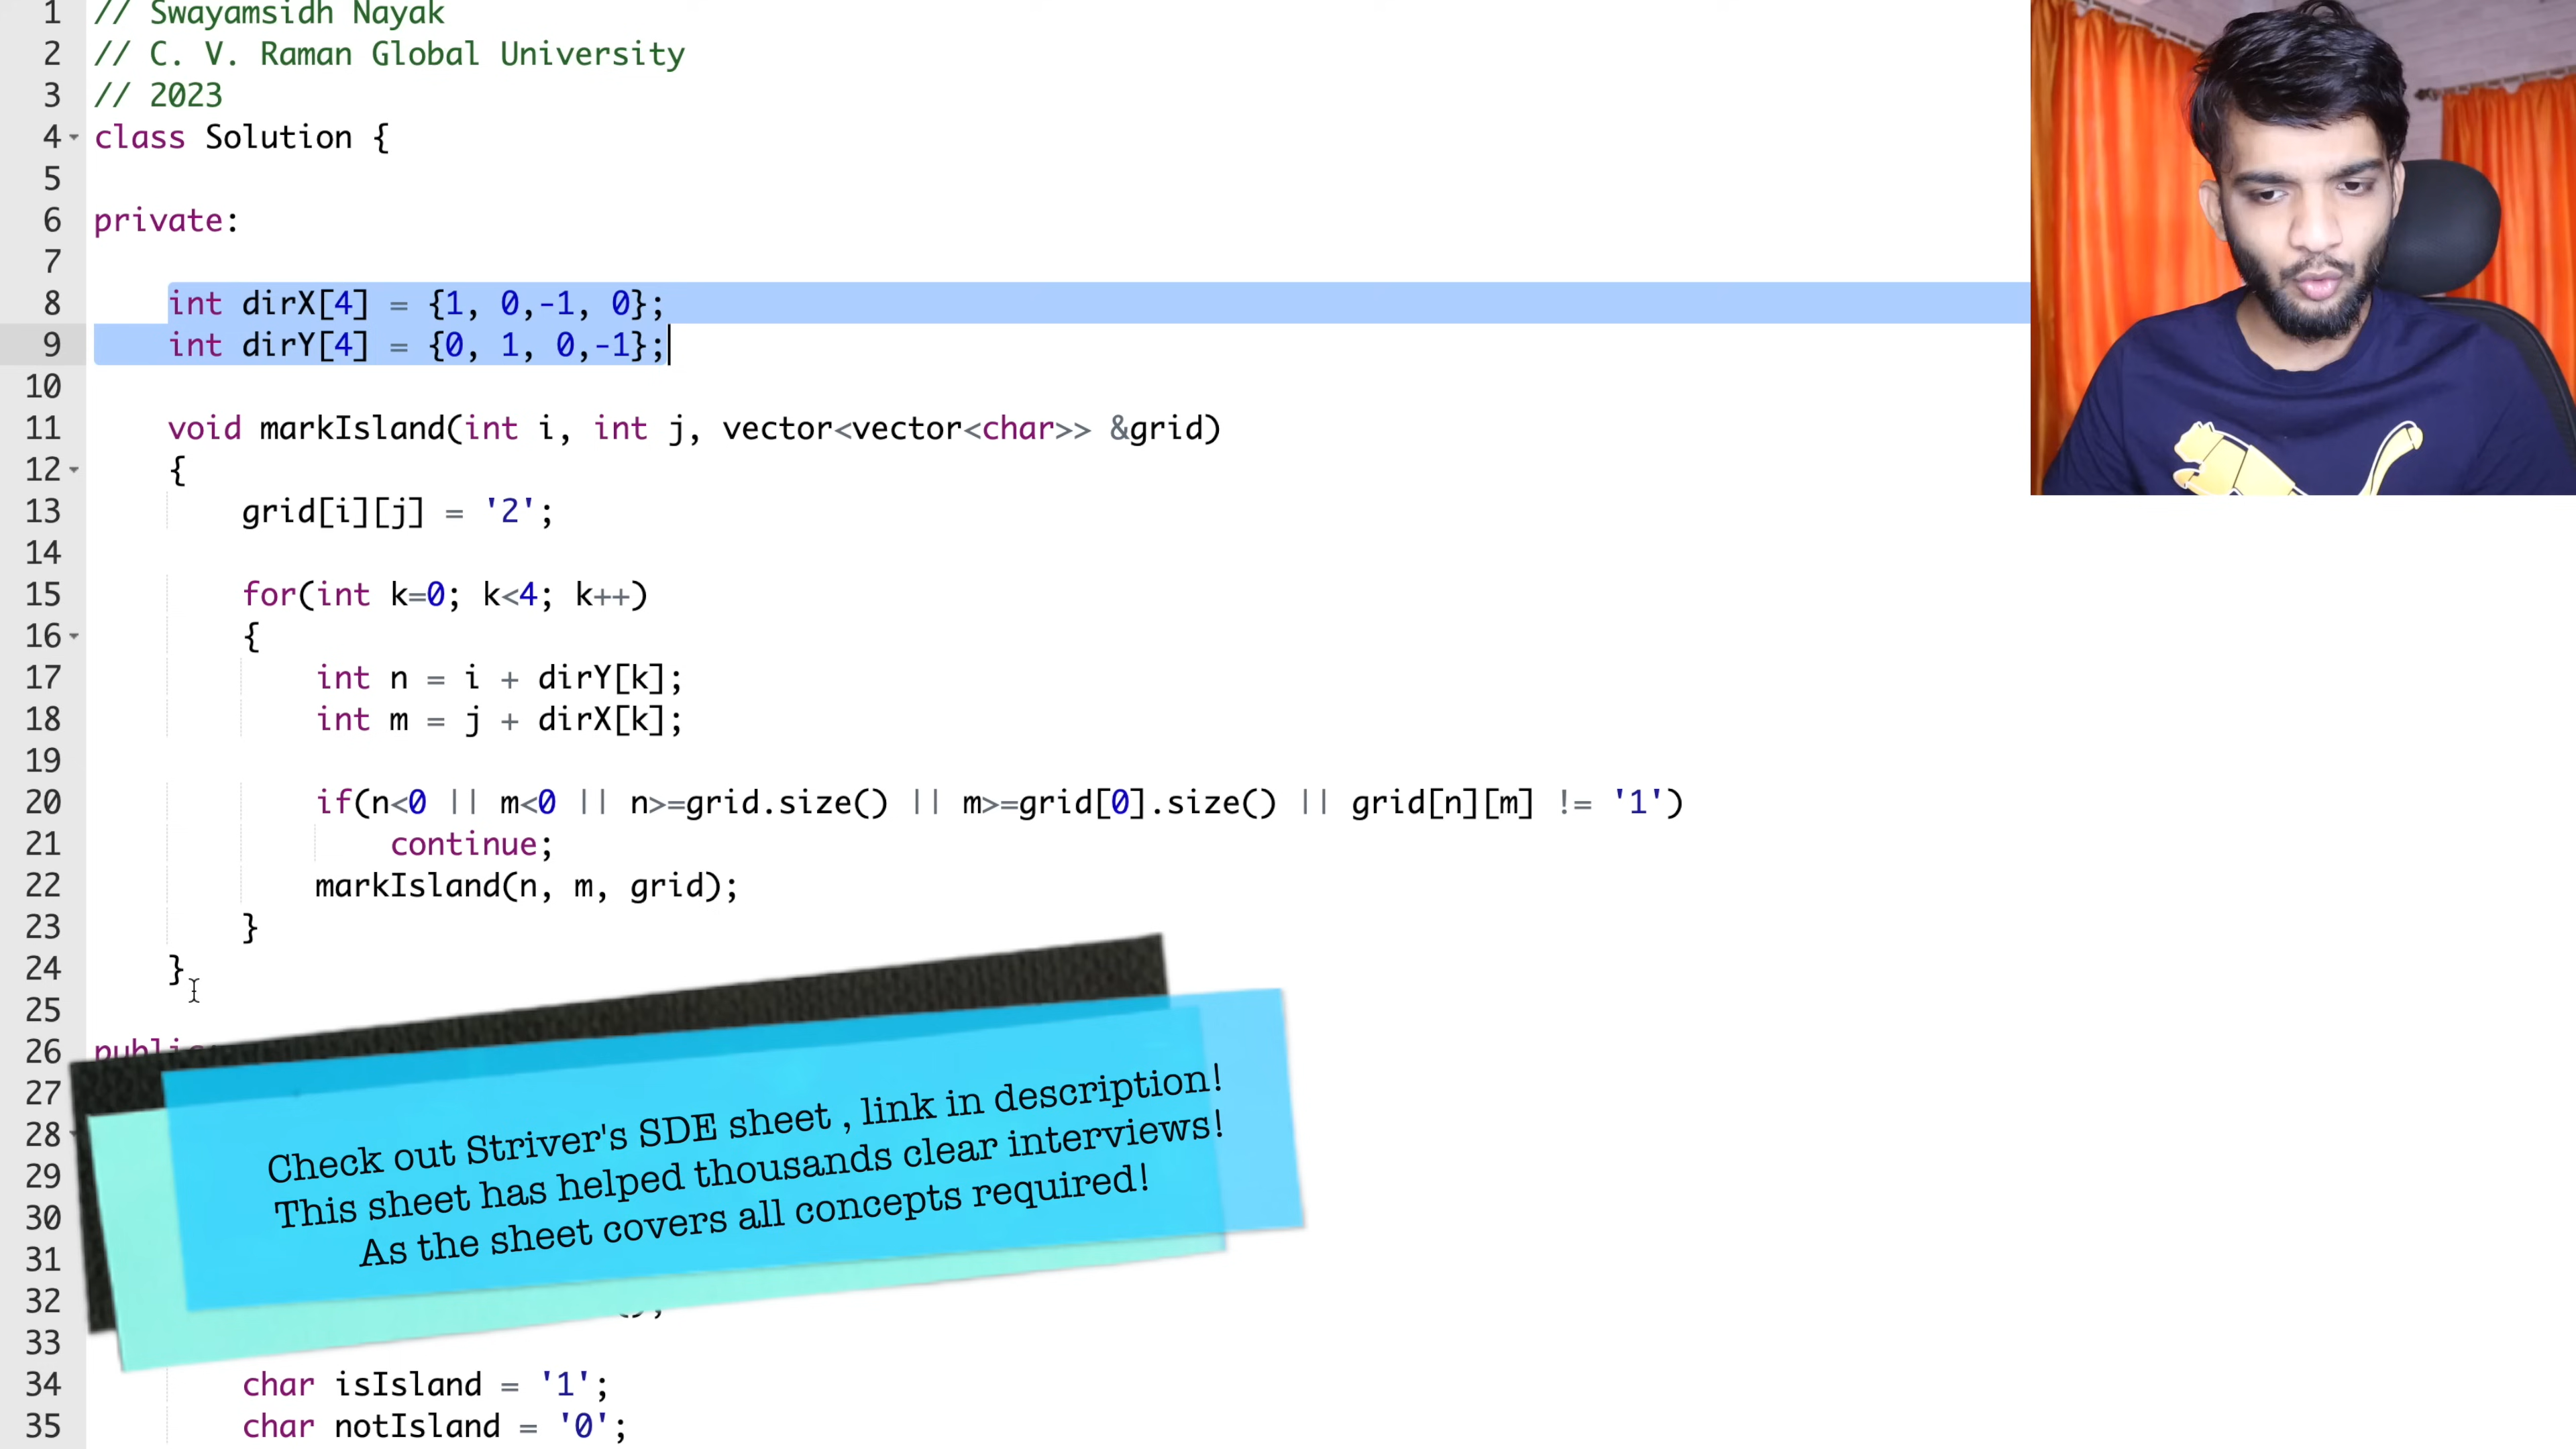 1 // Swayamsidh Nayak
2 // C. V. Raman Global University
3 // 2023
4 class Solution {
5
6 private:
7
8 int dirX[4] = {1, 0,-1, 0};
9 int dirY[4] = {0, 1, 0,-1};
10
11 void markIsland(int i, int j, vector<vector<char>> &grid)
12 {
13 grid[i][j] = '2';
14
15 for(int k=0; k<4; k++)
16 {
17 int n = i + dirY[k];
18 int m = j + dirX[k];
19
20 if(n<0 || m<0 || n>=grid.size() || m>=grid[0].size() || grid[n][m] != '1')
21 continue;
22 markIsland(n, m, grid);
23 }
24 }
25
26
27
28
29
30
31
32
33
34 char isIsland = '1';
35 char notIsland = '0';
Check out Striver's SDE sheet , link in description!
This sheet has helped thousands clear interviews!
As the sheet covers all concepts required!